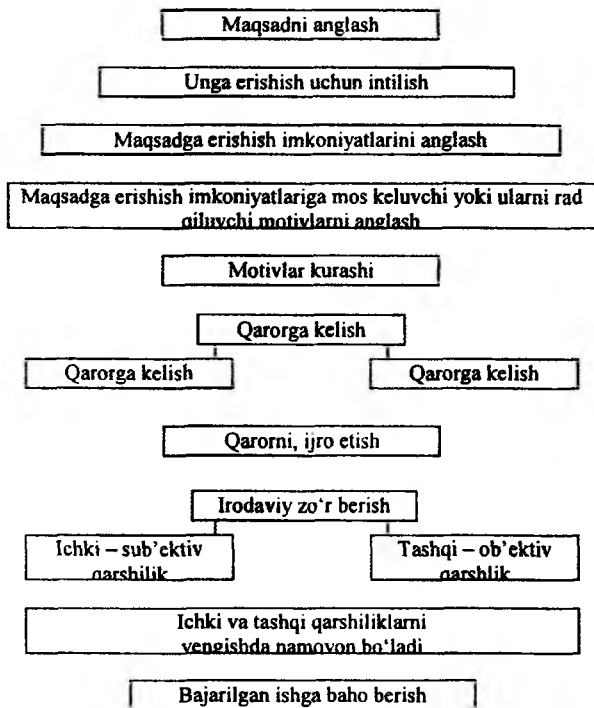 Maqsadni anglash
Unga erishish uchun intilish
Maqsadga erishish imkoniyatlarini anglash
Maqsadga erishish imkoniyatlariga mos keluvchi yoki ularni rad
qiluvchi motivlarni anglash
Motivlar kurashi
Qarorga kelish
Qarorga kelish Qarorga kelish
Qarorni, ijro etish
Irodaviy zo‘r berish
Ichki – sub’ektiv
qarshilik
Tashqi – ob’ektiv
qarshlik
Ichki va tashqi qarshiliklarni
yengishda namoyon bo‘ladi
Bajarilgan ishga baho berish